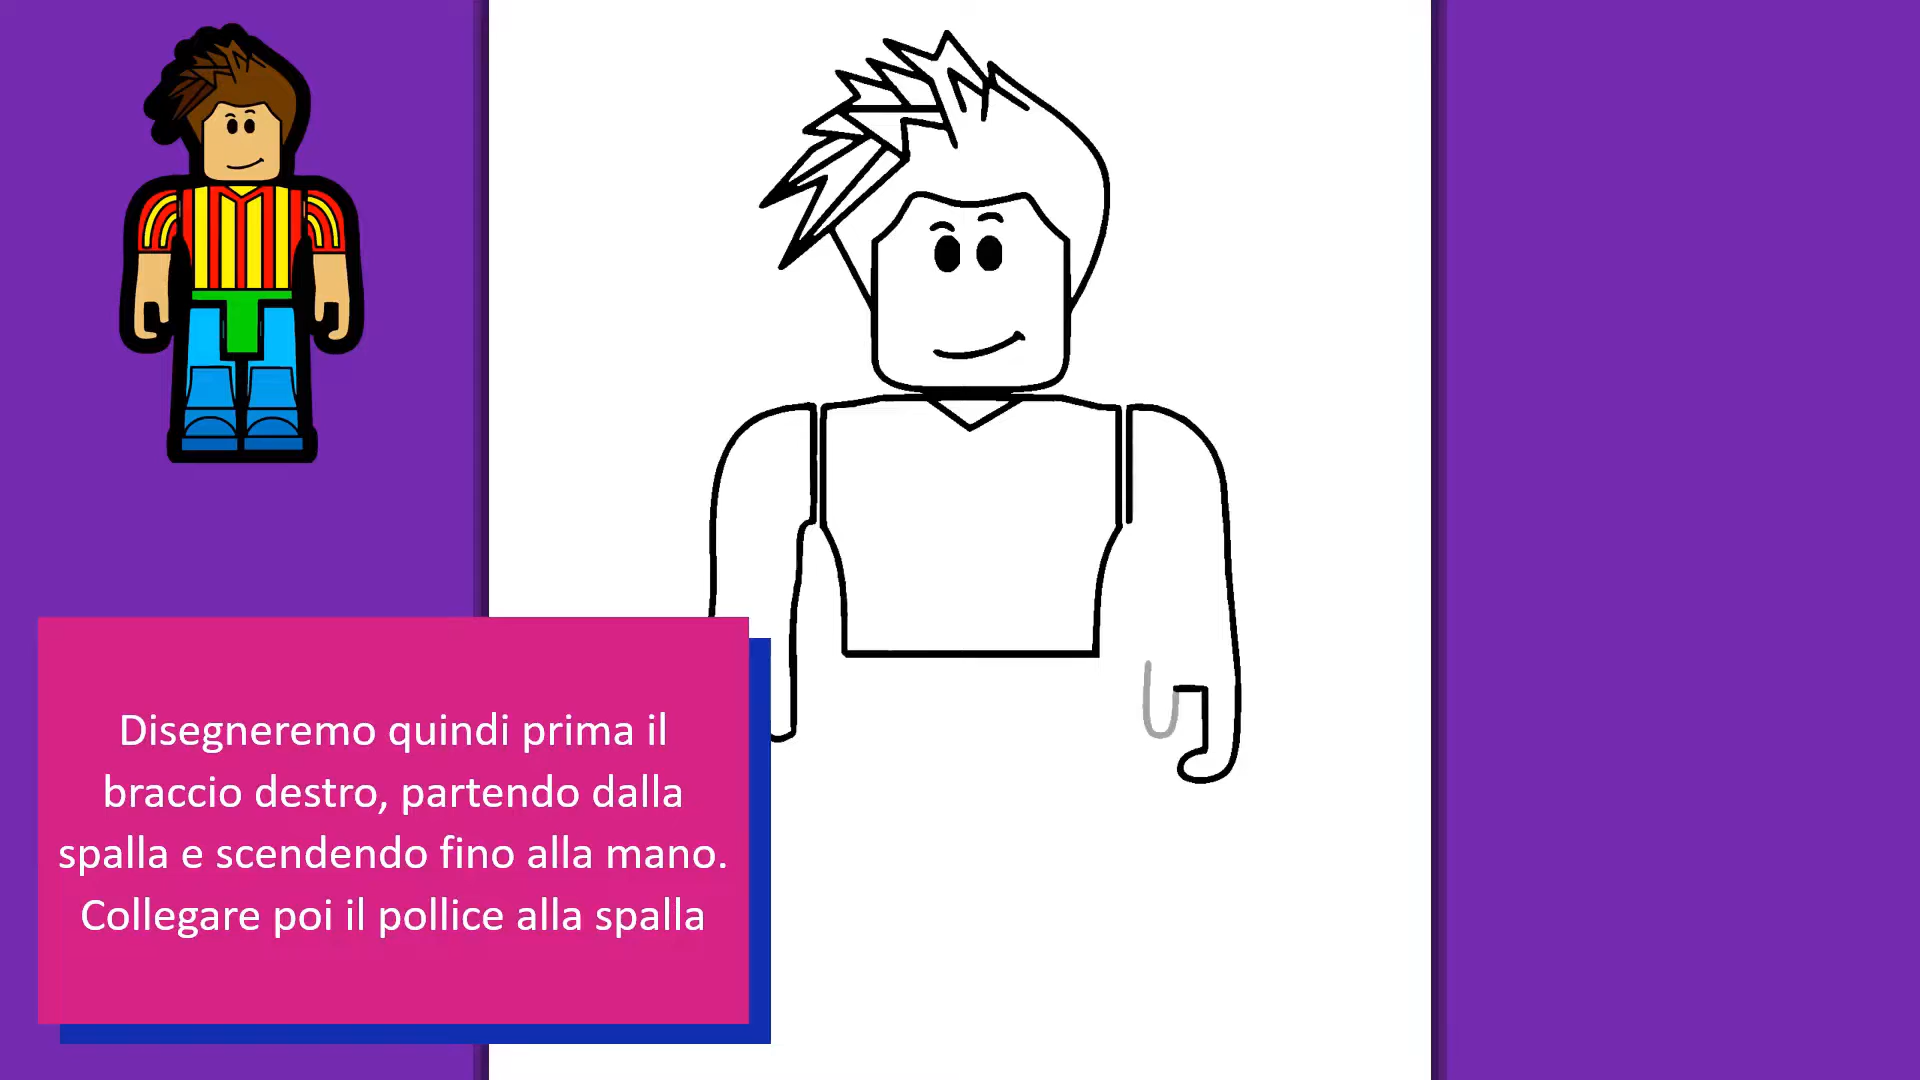 Disegneremo quindi prima il
braccio destro, partendo dalla
spalla e scendendo fino alla mano.
Collegare poi il pollice alla spalla